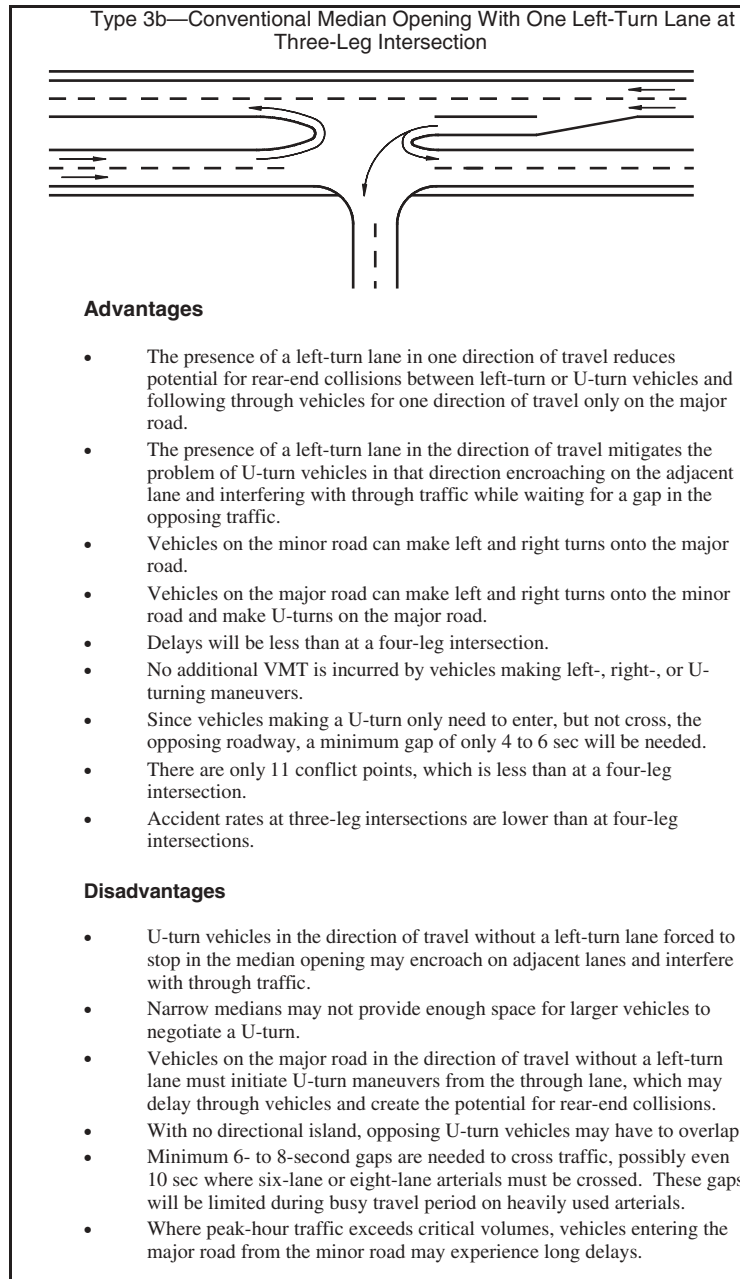 Type 3b—Conventional Median Opening With One Left-Turn Lane at
Three-Leg Intersection
Advantages
• The presence of a left-turn lane in one direction of travel reduces
potential for rear-end collisions between left-turn or U-turn vehicles and
following through vehicles for one direction of travel only on the major
road.
• The presence of a left-turn lane in the direction of travel mitigates the
problem of U-turn vehicles in that direction encroaching on the adjacent
lane and interfering with through traffic while waiting for a gap in the
opposing traffic.
• Vehicles on the minor road can make left and right turns onto the major
road.
• Vehicles on the major road can make left and right turns onto the minor
road and make U-turns on the major road.
• Delays will be less than at a four-leg intersection.
• No additional VMT is incurred by vehicles making left-, right-, or U-
turning maneuvers.
• Since vehicles making a U-turn only need to enter, but not cross, the
opposing roadway, a minimum gap of only 4 to 6 sec will be needed.
• There are only 11 conflict points, which is less than at a four-leg
intersection.
• Accident rates at three-leg intersections are lower than at four-leg
intersections.
Disadvantages
• U-turn vehicles in the direction of travel without a left-turn lane forced to
stop in the median opening may encroach on adjacent lanes and interfere
with through traffic.
• Narrow medians may not provide enough space for larger vehicles to
negotiate a U-turn.
• Vehicles on the major road in the direction of travel without a left-turn
lane must initiate U-turn maneuvers from the through lane, which may
delay through vehicles and create the potential for rear-end collisions.
• With no directional island, opposing U-turn vehicles may have to overlap
• Minimum 6- to 8-second gaps are needed to cross traffic, possibly even
10 sec where six-lane or eight-lane arterials must be crossed. These gaps
will be limited during busy travel period on heavily used arterials.
• Where peak-hour traffic exceeds critical volumes, vehicles entering the
major road from the minor road may experience long delays.